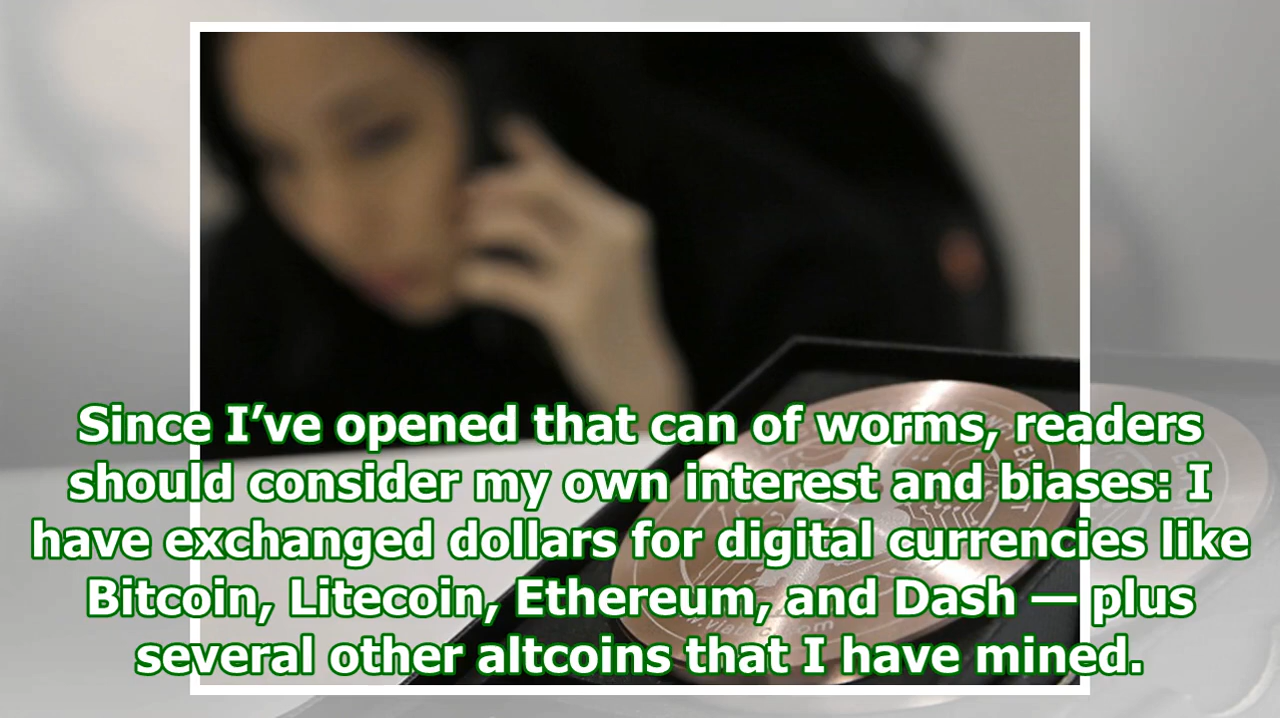 Since I’ve opened that can of worms, readers
should consider my own interest and biases: I
have exchanged dollars for digital currencies like
Bitcoin, Litecoin, Ethereum, and Dash — plus
several other altcoins that I have mined.